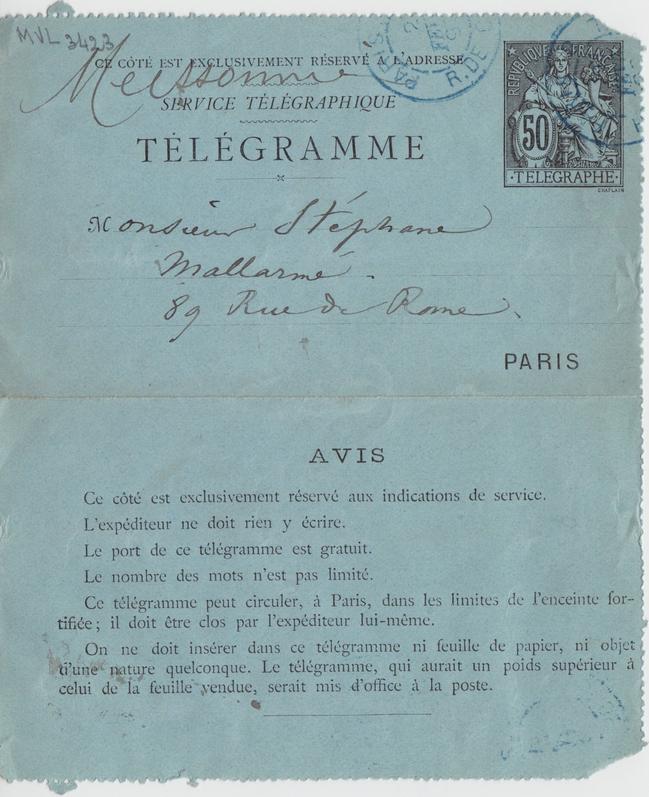 MVL 3423
CE CÔTÉ EST EXCLUSIVEMENT RÉSERVÉ À L'ADRESSE
SERVICE TÉLÉGRAPHIQUE
TÉLÉGRAMME
PARIS
R. DE
RÉPUBLIQUE FRANÇAISE
50
TELEGRAPHE
CHAPLAIN
Monsieur Stéphane
Mallarmé.
89 Rue de Rome.
PARIS
AVIS
Ce côté est exclusivement réservé aux indications de service.
L'expéditeur ne doit rien y écrire.
Le port de ce télégramme est gratuit.
Le nombre des mots n'est pas limité.
Ce télégramme peut circuler, à Paris, dans les limites de l'enceinte for-
tifiée; il doit être clos par l'expéditeur lui-même.
On ne doit insérer dans ce télégramme ni feuille de papier, ni objet
d'une nature quelconque. Le télégramme, qui aurait un poids supérieur à
celui de la feuille vendue, serait mis d'office à la poste.